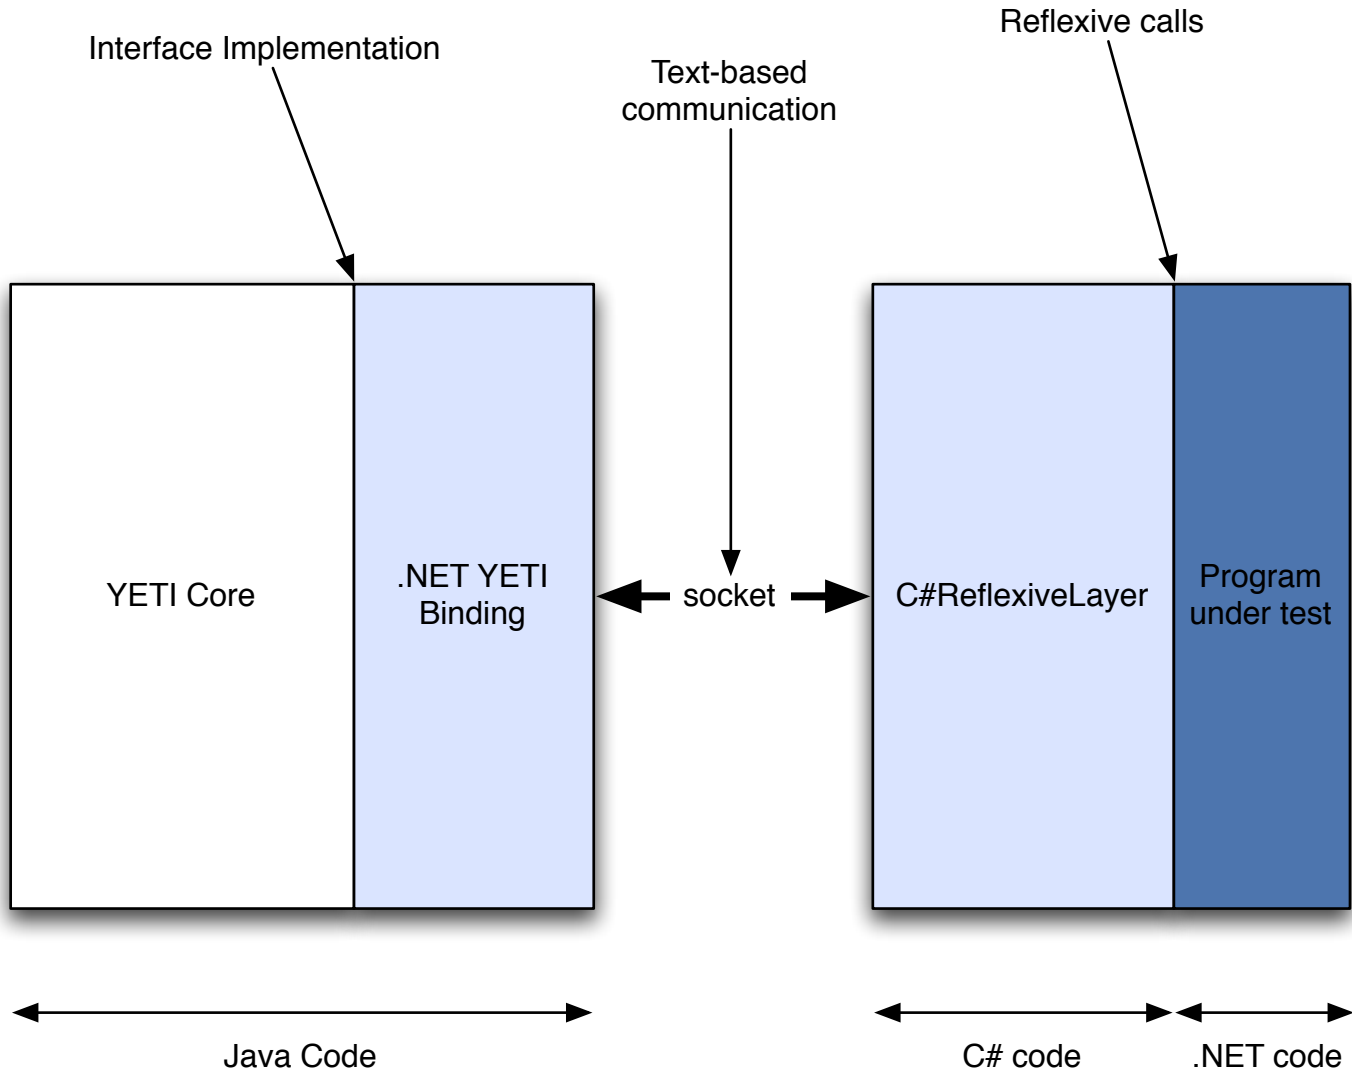 Reflexive calls
Interface Implementation
Text-based
communication
YETI Core
.NET YETI
Binding
socket
C#ReflexiveLayer
Program
under test
Java Code
C# code
.NET code